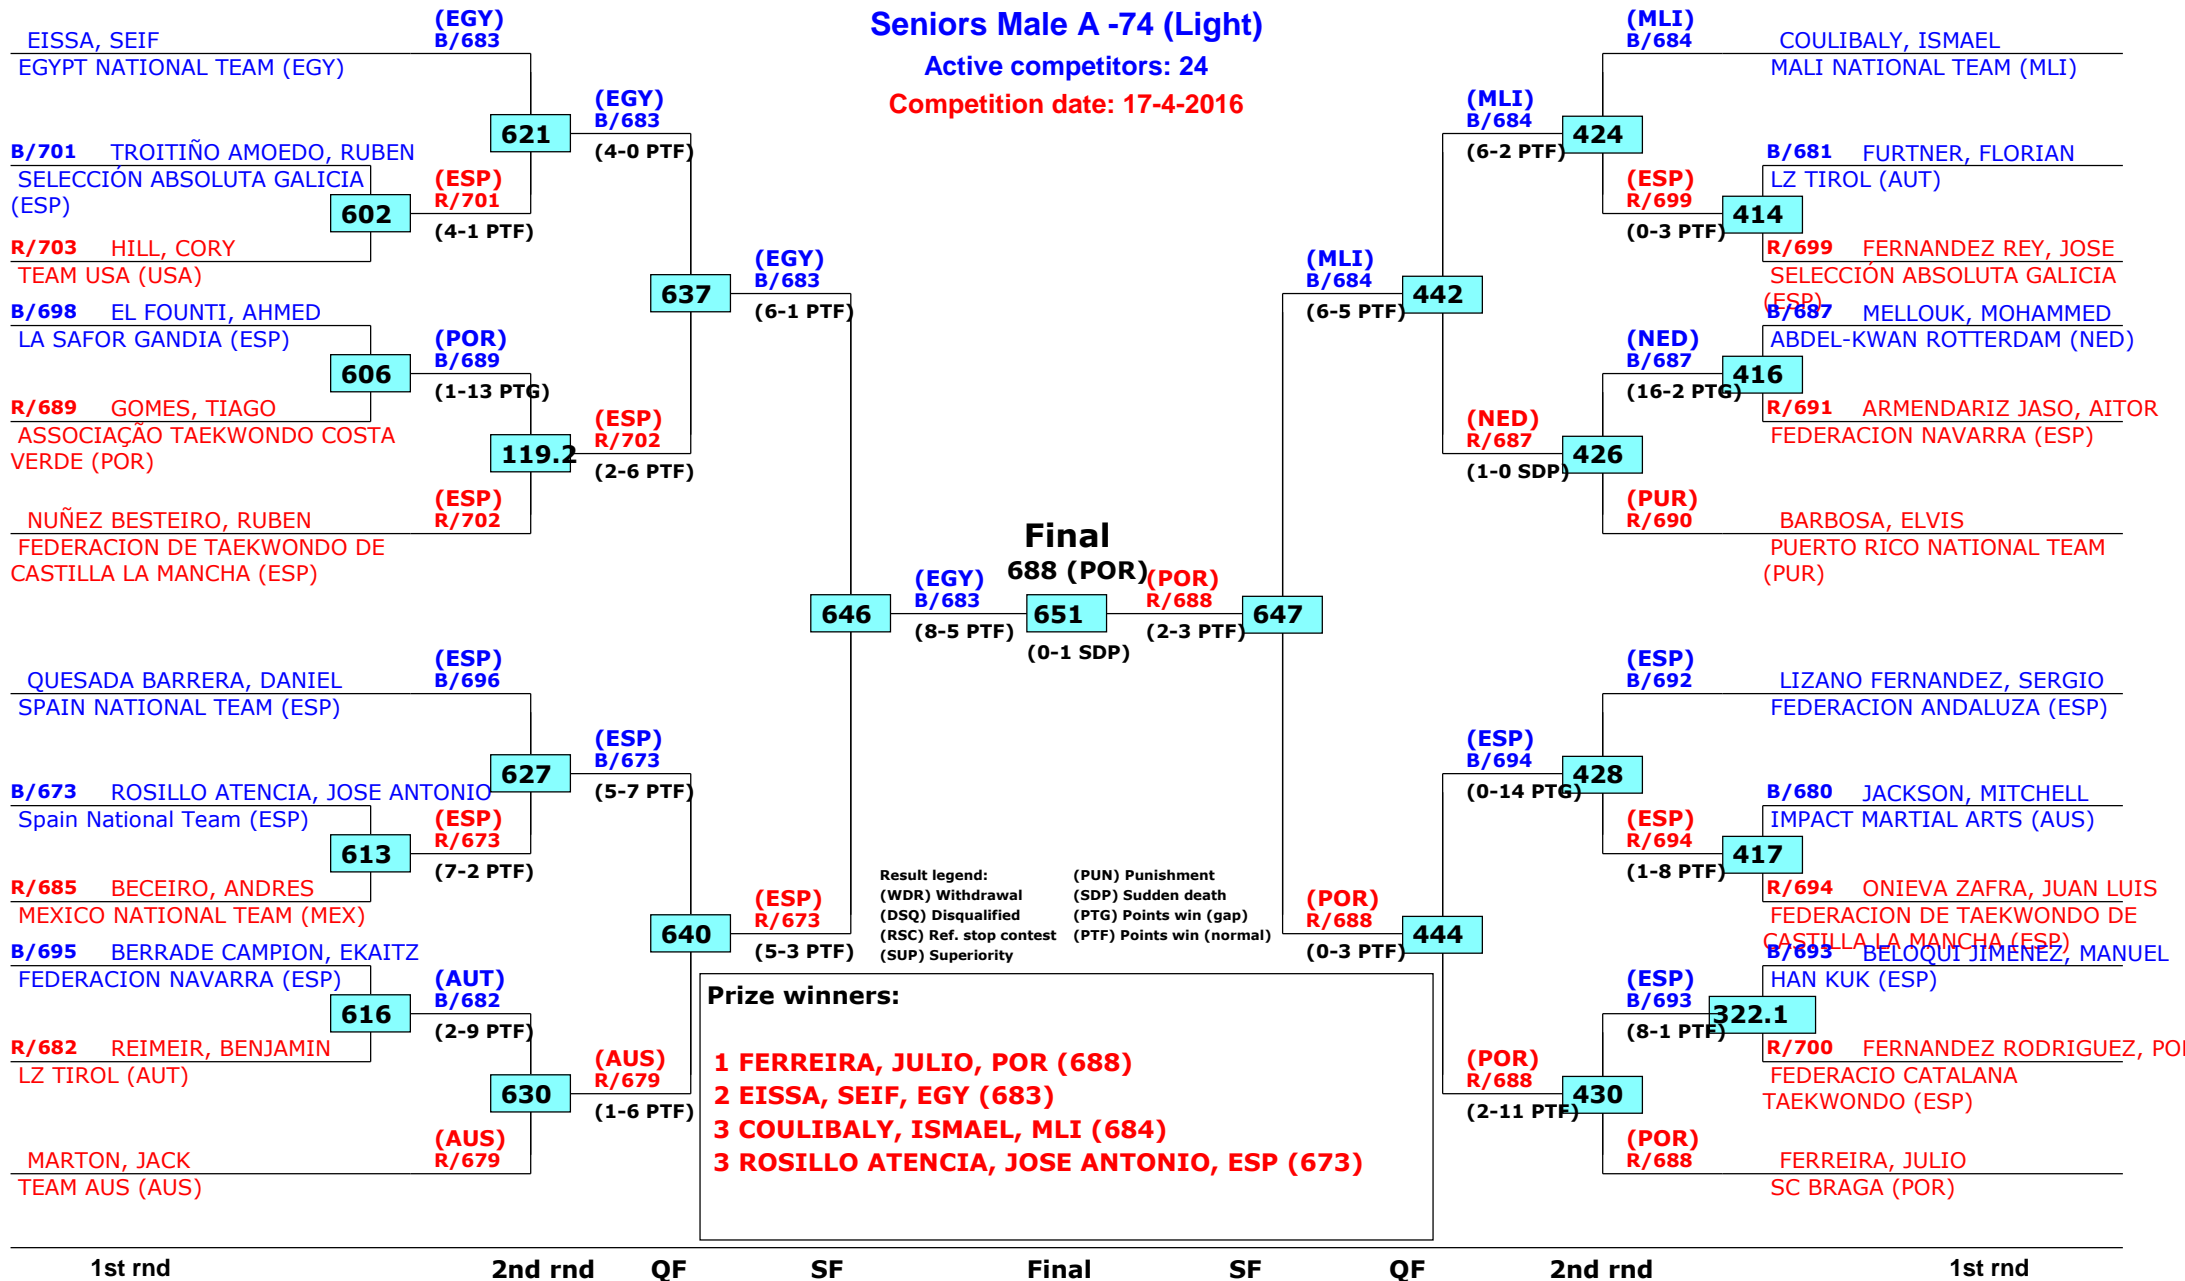 Seniors Male A -74 (Light)
Active competitors: 24
Competition date: 17-4-2016
(EGY)
B/683
EISSA, SEIF
EGYPT NATIONAL TEAM (EGY)
621
(EGY)
B/683
(4-0 PTF)
B/701 TROITIÑO AMOEDO, RUBEN
SELECCIÓN ABSOLUTA GALICIA
(ESP)
602
(ESP)
R/701
(4-1 PTF)
R/703 HILL, CORY
TEAM USA (USA)
637
(EGY)
B/683
(6-1 PTF)
B/698 EL FOUNTI, AHMED
LA SAFOR GANDIA (ESP)
606
(POR)
B/689
(1-13 PTG)
R/689 GOMES, TIAGO
ASSOCIAÇÃO TAEKWONDO COSTA
VERDE (POR)
119.2
(ESP)
R/702
(2-6 PTF)
(ESP)
R/702
NUÑEZ BESTEIRO, RUBEN
FEDERACION DE TAEKWONDO DE
CASTILLA LA MANCHA (ESP)
646
(EGY)
B/683
(8-5 PTF)
(ESP)
B/696
QUESADA BARRERA, DANIEL
SPAIN NATIONAL TEAM (ESP)
627
(ESP)
B/673
(5-7 PTF)
B/673 ROSILLO ATENCIA, JOSE ANTONIO
Spain National Team (ESP)
613
(ESP)
R/673
(7-2 PTF)
R/685 BECEIRO, ANDRES
MEXICO NATIONAL TEAM (MEX)
640
(ESP)
R/673
(5-3 PTF)
B/695 BERRADE CAMPION, EKAITZ
FEDERACION NAVARRA (ESP)
616
(AUT)
B/682
(2-9 PTF)
R/682 REIMEIR, BENJAMIN
LZ TIROL (AUT)
630
(AUS)
R/679
(1-6 PTF)
(AUS)
R/679
MARTON, JACK
TEAM AUS (AUS)
Final
688 (POR)
651
(0-1 SDP)
(POR)
R/688
(2-3 PTF)
647
(MLI)
B/684
COULIBALY, ISMAEL
MALI NATIONAL TEAM (MLI)
(MLI)
B/684
(6-2 PTF)
424
B/681 FURTNER, FLORIAN
LZ TIROL (AUT)
(ESP)
R/699
(0-3 PTF)
414
R/699 FERNANDEZ REY, JOSE
SELECCIÓN ABSOLUTA GALICIA
(ESP)
(MLI)
B/684
(6-5 PTF)
442
B/687 MELLOUK, MOHAMMED
ABDEL-KWAN ROTTERDAM (NED)
(NED)
B/687
(16-2 PTG)
416
R/691 ARMENDARIZ JASO, AITOR
FEDERACION NAVARRA (ESP)
(NED)
R/687
(1-0 SDP)
426
(PUR)
R/690
BARBOSA, ELVIS
PUERTO RICO NATIONAL TEAM
(PUR)
(ESP)
B/692
LIZANO FERNANDEZ, SERGIO
FEDERACION ANDALUZA (ESP)
(ESP)
B/694
(0-14 PTG)
428
B/680 JACKSON, MITCHELL
IMPACT MARTIAL ARTS (AUS)
(ESP)
R/694
(1-8 PTF)
417
R/694 ONIEVA ZAFRA, JUAN LUIS
FEDERACION DE TAEKWONDO DE
CASTILLA LA MANCHA (ESP)
(POR)
R/688
(0-3 PTF)
444
B/693 BELOQUI JIMENEZ, MANUEL
HAN KUK (ESP)
(ESP)
B/693
(8-1 PTF)
322.1
R/700 FERNANDEZ RODRIGUEZ,
FEDERACIO CATALANA
TAEKWONDO (ESP)
(POR)
R/688
(2-11 PTF)
430
(POR)
R/688
FERREIRA, JULIO
SC BRAGA (POR)
Result legend:
(WDR) Withdrawal
(DSQ) Disqualified
(RSC) Ref. stop contest
(SUP) Superiority
(PUN) Punishment
(SDP) Sudden death
(PTG) Points win (gap)
(PTF) Points win (normal)
Prize winners:
1 FERREIRA, JULIO, POR (688)
2 EISSA, SEIF, EGY (683)
3 COULIBALY, ISMAEL, MLI (684)
3 ROSILLO ATENCIA, JOSE ANTONIO, ESP (673)
1st rnd 2nd rnd QF SF Final SF QF 2nd rnd 1st rnd